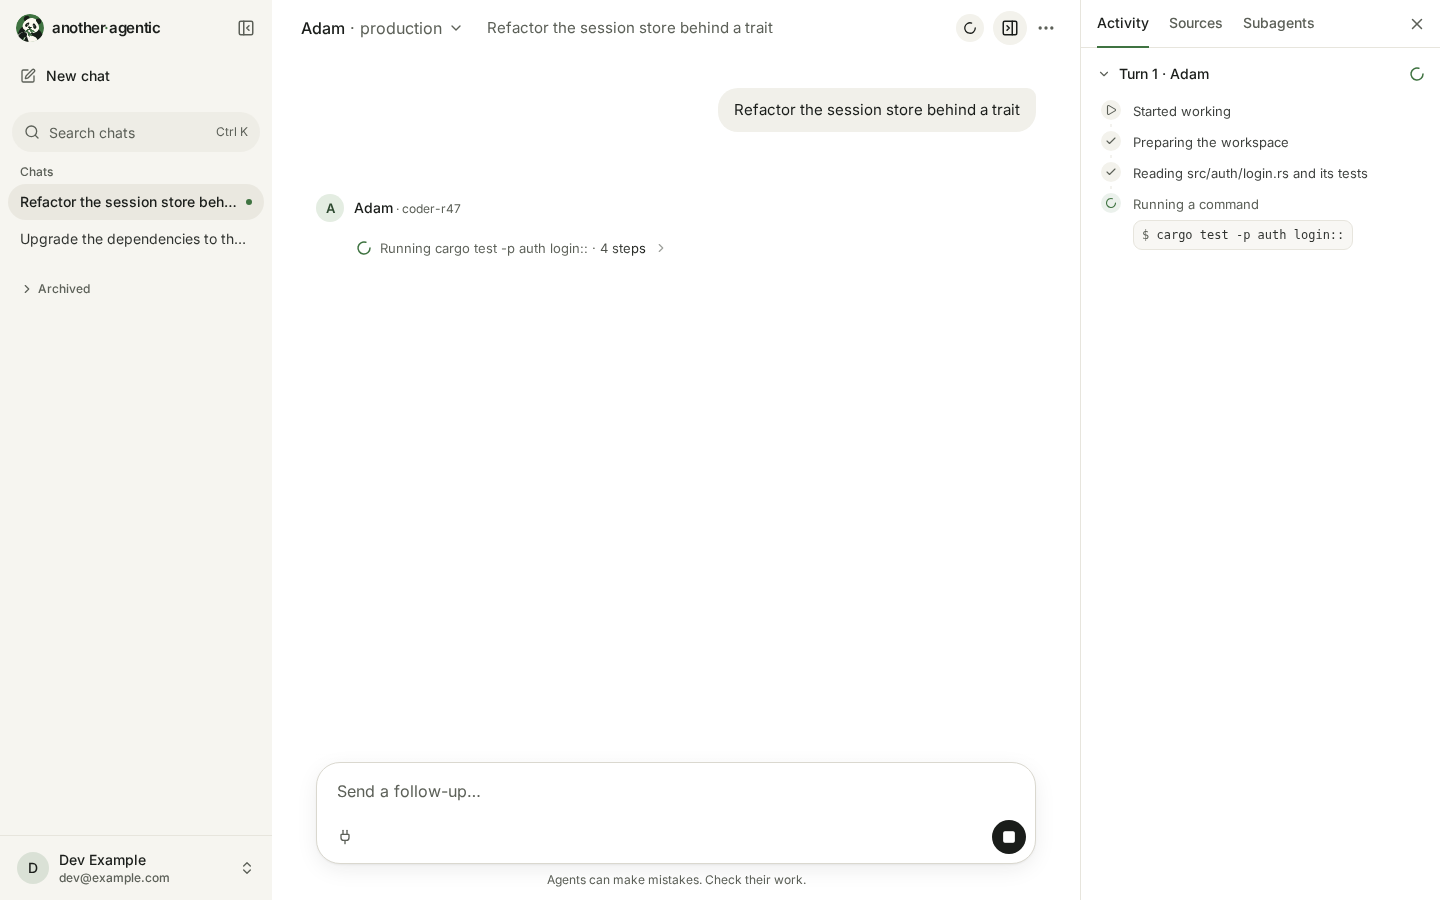 another·agentic
New chat
Search chats
Ctrl K
Chats
Refactor the session store beh...
Upgrade the dependencies to th...
Archived
D
Dev Example
dev@example.com
Adam · production
Refactor the session store behind a trait
Refactor the session store behind a trait
A
Adam · coder-r47
Running cargo test -p auth login:: · 4 steps
Send a follow-up...
Agents can make mistakes. Check their work.
Activity
Sources
Subagents
Turn 1 · Adam
Started working
Preparing the workspace
Reading src/auth/login.rs and its tests
Running a command
$ cargo test -p auth login::